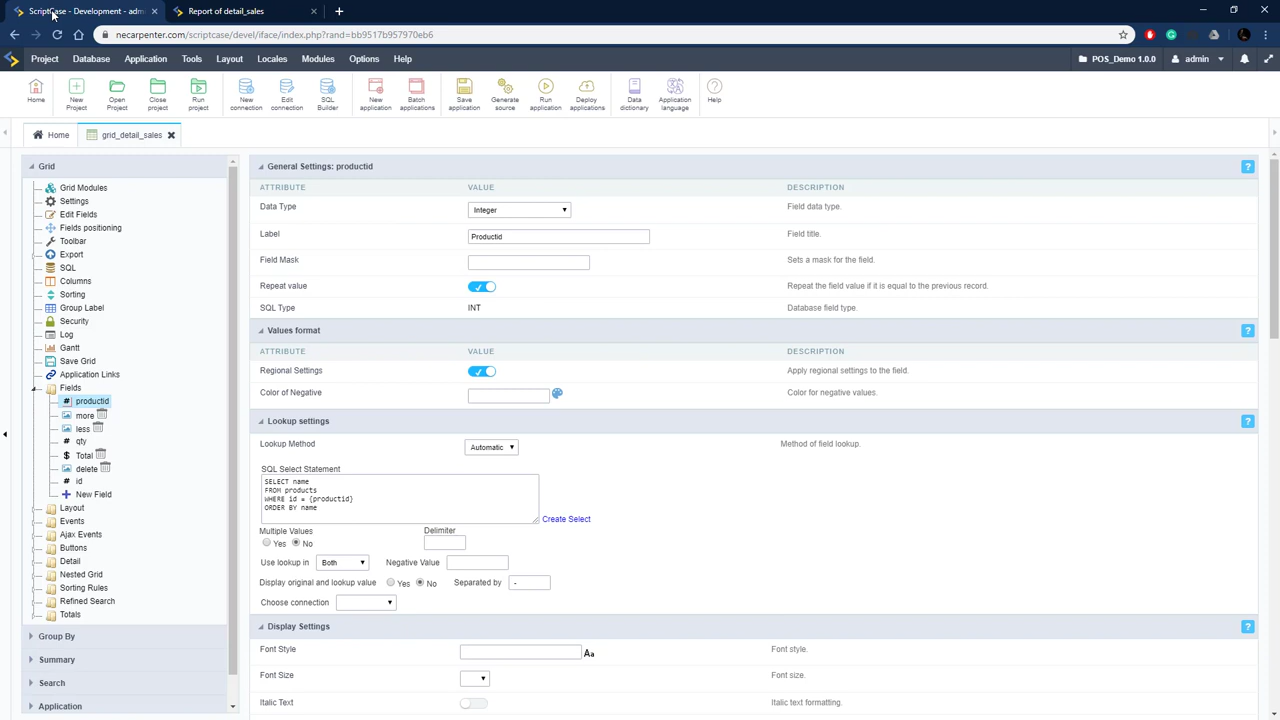 ScriptCase - Development - admi
Report of detail_sales
necarpenter.com/scriptcase/devel/iface/index.php?rand=bb9517b957970eb6
Project Database Application Tools Layout Locales Modules Options Help POS_Demo 1.0.0 admin
Home New Project Open Project Close project Run project New connection Edit connection SQL Builder New application Batch applications Save application Generate source Run application Deploy applications Data dictionary Application language Help
Home grid_detail_sales
Grid
Grid Modules
Settings
Edit Fields
Fields positioning
Toolbar
Export
SQL
Columns
Sorting
Group Label
Security
Log
Gantt
Save Grid
Application Links
Fields
# productid
more
less
# qty
$ Total
delete
# id
New Field
Layout
Events
Ajax Events
Buttons
Detail
Nested Grid
Sorting Rules
Refined Search
Totals
Group By
Summary
Search
Application
General Settings: productid
ATTRIBUTE VALUE DESCRIPTION
Data Type Integer Field data type.
Label Productid Field title.
Field Mask Sets a mask for the field.
Repeat value Repeat the field value if it is equal to the previous record.
SQL Type INT Database field type.
Values format
ATTRIBUTE VALUE DESCRIPTION
Regional Settings Apply regional settings to the field.
Color of Negative Color for negative values.
Lookup settings
Lookup Method Automatic Method of field lookup.
SQL Select Statement
SELECT name
FROM products
WHERE id = {productid}
ORDER BY name
Create Select
Multiple Values Delimiter
Yes No
Use lookup in Both Negative Value
Display original and lookup value Yes No Separated by -
Choose connection
Display Settings
Font Style Aa Font style.
Font Size Font size.
Italic Text Italic text formatting.